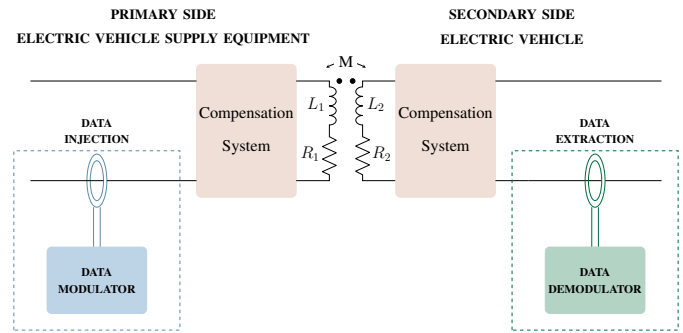 PRIMARY SIDE
ELECTRIC VEHICLE SUPPLY EQUIPMENT
SECONDARY SIDE
ELECTRIC VEHICLE
M
Compensation
System
L₁
R₁
L₂
R₂
Compensation
System
DATA
INJECTION
DATA
EXTRACTION
DATA
MODULATOR
DATA
DEMODULATOR